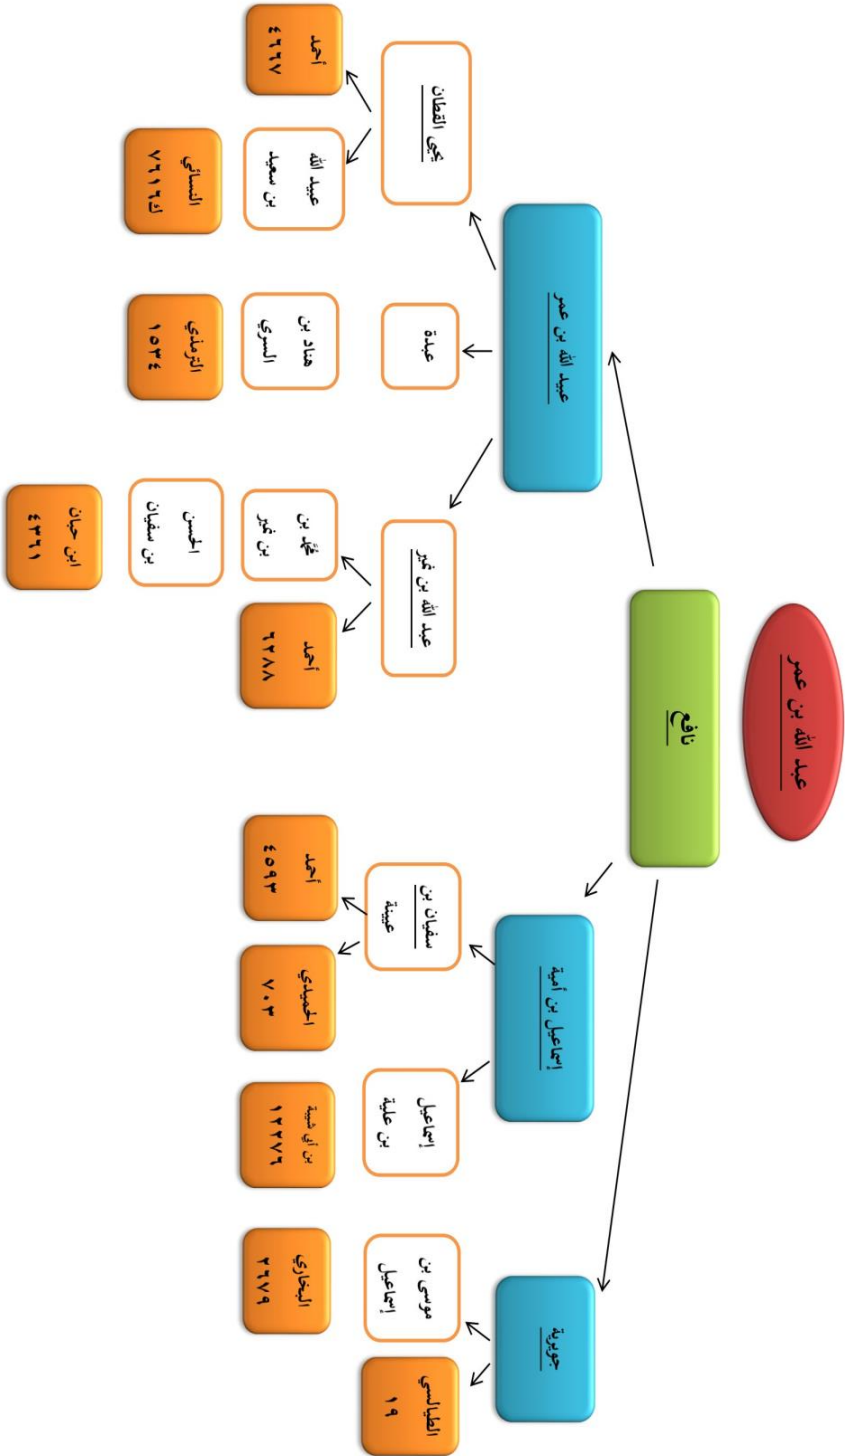 عبد الله بن عمر
نافع
عبيد الله بن عمر
إسماعيل بن أمية
جويرية
يحيى القطان
عبدة
عبد الله بن نمير
سفيان بن
عيينة
إسماعيل
بن علية
موسى بن
إسماعيل
الطيالسي
١٩
أحمد
٤٦٦٧
عبيد الله
بن سعيد
هناد بن
السري
محمد بن
بن نمير
أحمد
٦٢٨٨
أحمد
٤٥٩٣
الحميدي
٧٠٣
بن أبي شيبة
١٢٢٧٦
البخاري
٢٦٧٩
النسائي
ك٧٦١٦
الترمذي
١٥٣٤
الحسن
بن سفيان
ابن حبان
٤٣٦١